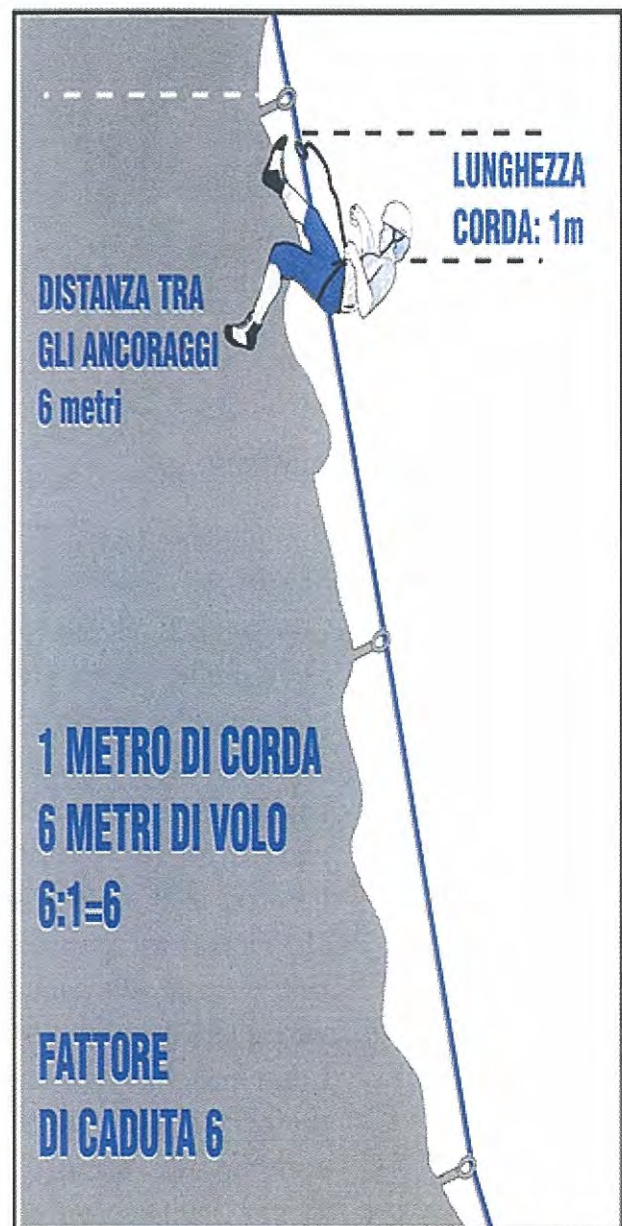 LUNGHEZZA
CORDA: 1m
DISTANZA TRA
GLI ANCORAGGI
6 metri
1 METRO DI CORDA
6 METRI DI VOLO
6:1=6
FATTORE
DI CADUTA 6